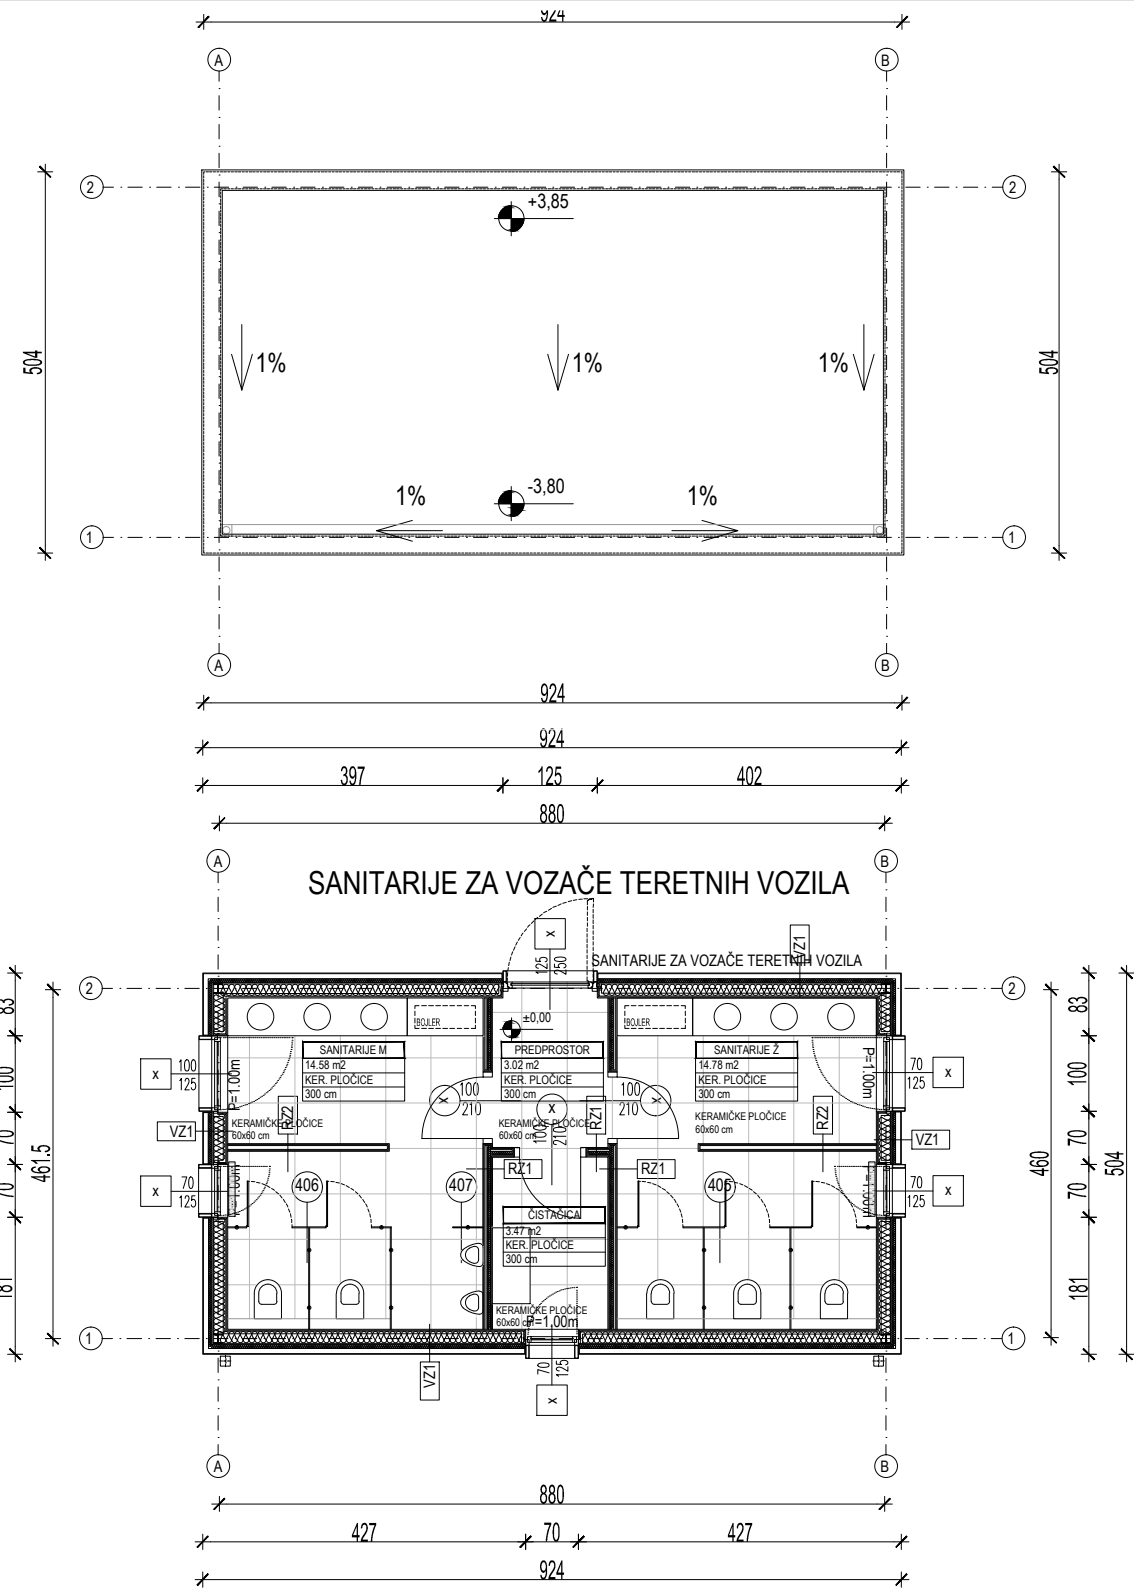 924
A
B
2
2
+3,85
504
504
1%
1%
1%
-3,80
1%
1%
1
1
A
B
924
924
397
125
402
880
A
B
SANITARIJE ZA VOZAČE TERETNIH VOZILA
x
125
250
VZ1
SANITARIJE ZA VOZAČE TERETNIH VOZILA
2
2
83
83
BOJLER
±0,00
BOJLER
SANITARIJE M
14.58 m2
KER. PLOČICE
300 cm
PREDPROSTOR
3.02 m2
KER. PLOČICE
300 cm
SANITARIJE Ž
14.78 m2
KER. PLOČICE
300 cm
100
x
100
125
P=1.00m
P=1.00m
70
125
x
100
x
100
210
x
100
210
x
100
210
RZ1
RZ2
RZ2
KERAMIČKE PLOČICE
60x60 cm
KERAMIČKE PLOČICE
60x60 cm
KERAMIČKE PLOČICE
60x60 cm
VZ1
VZ1
70
70
461.5
460
504
RZ1
RZ1
x
70
125
70
125
x
70
70
406
407
405
ČISTAČICA
3.47 m2
KER. PLOČICE
300 cm
181
181
KERAMIČKE PLOČICE
60x60 cm
P=1,00m
1
1
VZ1
70
125
x
A
B
880
427
70
427
924